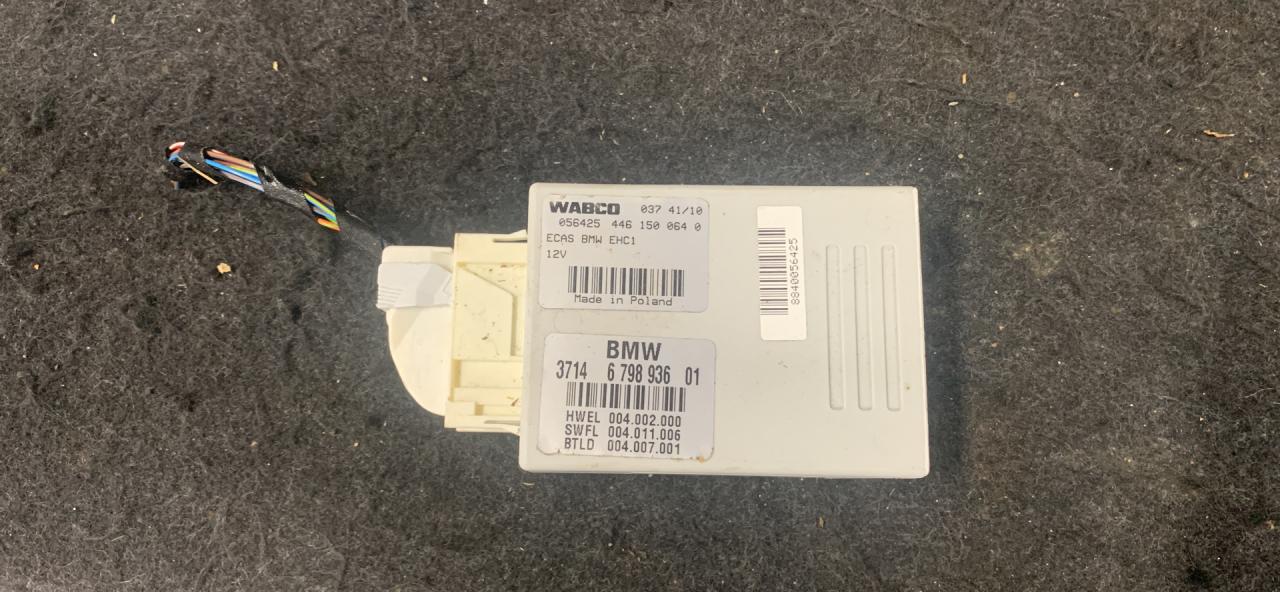 WABCO 037 41/10
056425 446 150 064 0
ECAS BMW EHC1
12V
Made in Poland
8840056425
BMW
3714 6 798 936 01
HWEL 004.002.000
SWFL 004.011.006
BTLD 004.007.001